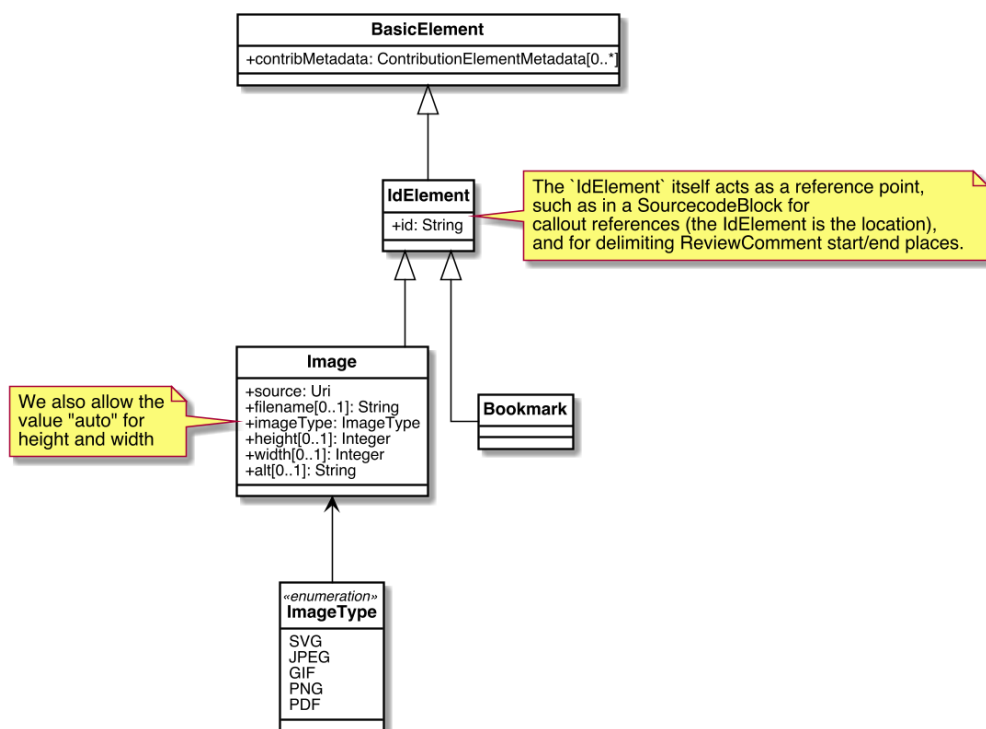 BasicElement
+contribMetadata: ContributionElementMetadata[0..*]
IdElement
+id: String
The `IdElement` itself acts as a reference point,
such as in a SourcecodeBlock for
callout references (the IdElement is the location),
and for delimiting ReviewComment start/end places.
Image
+source: Uri
+filename[0..1]: String
+imageType: ImageType
+height[0..1]: Integer
+width[0..1]: Integer
+alt[0..1]: String
We also allow the
value "auto" for
height and width
Bookmark
«enumeration»
ImageType
SVG
JPEG
GIF
PNG
PDF